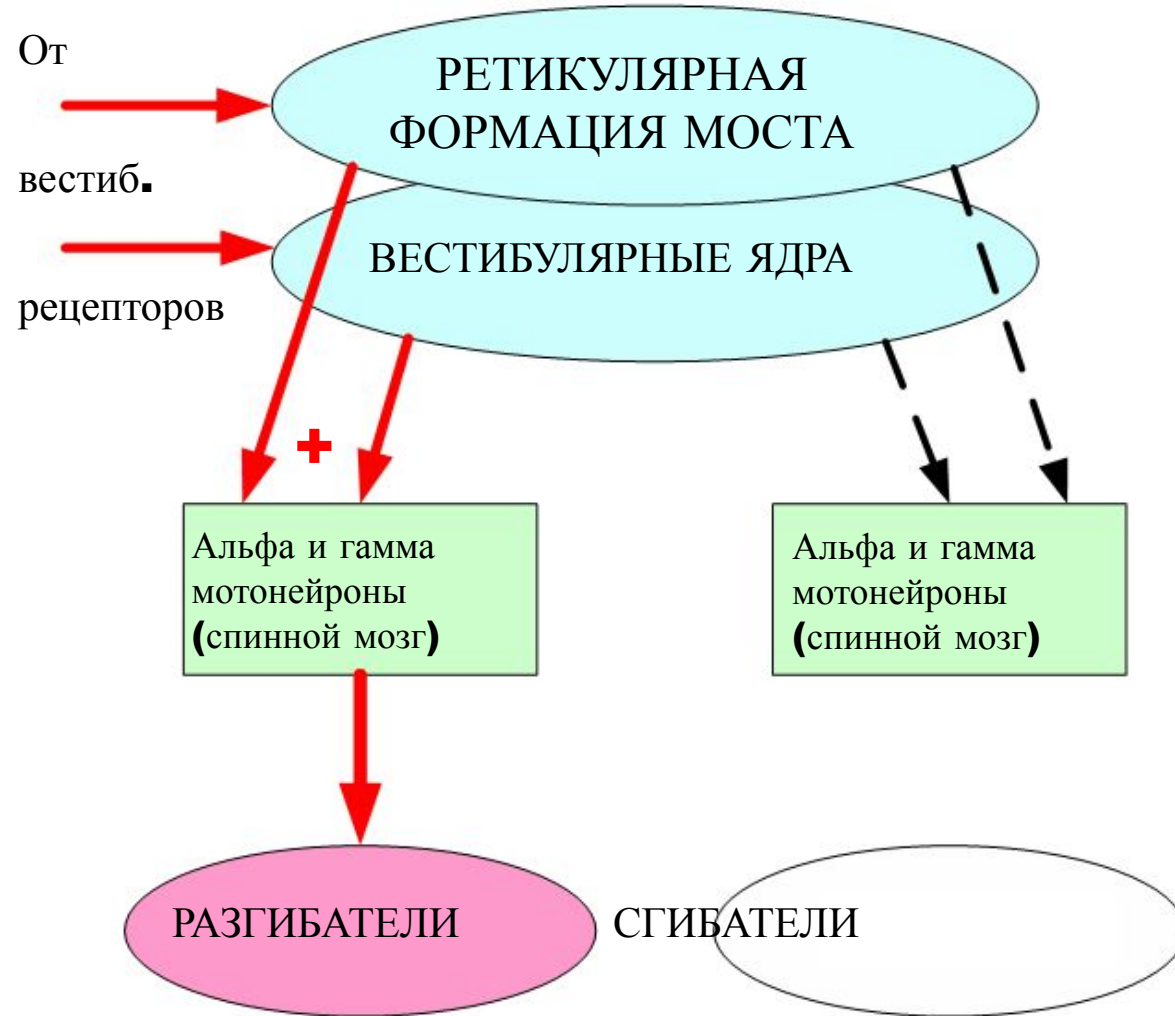 От
РЕТИКУЛЯРНАЯ
ФОРМАЦИЯ МОСТА
вестиб.
ВЕСТИБУЛЯРНЫЕ ЯДРА
рецепторов
+
Альфа и гамма
мотонейроны
(спинной мозг)
Альфа и гамма
мотонейроны
(спинной мозг)
РАЗГИБАТЕЛИ
СГИБАТЕЛИ